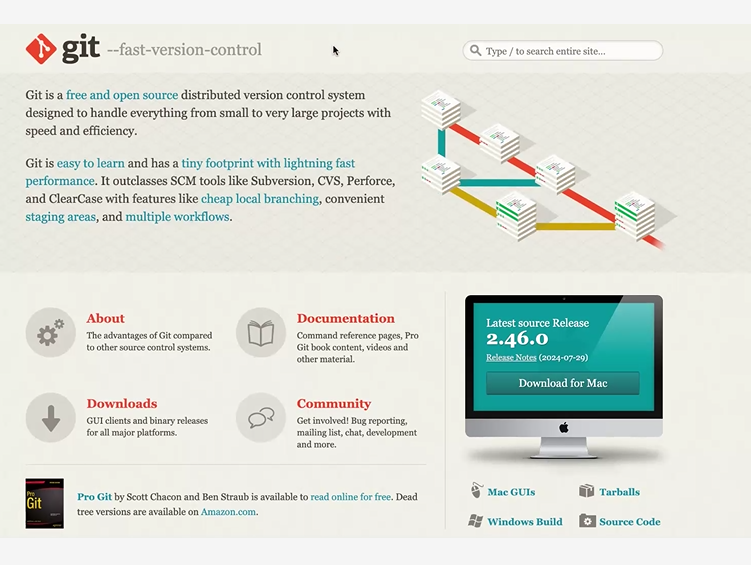 git --fast-version-control
Type / to search entire site...
Git is a free and open source distributed version control system
designed to handle everything from small to very large projects with
speed and efficiency.
Git is easy to learn and has a tiny footprint with lightning fast
performance. It outclasses SCM tools like Subversion, CVS, Perforce,
and ClearCase with features like cheap local branching, convenient
staging areas, and multiple workflows.
About
The advantages of Git compared
to other source control systems.
Documentation
Command reference pages, Pro
Git book content, videos and
other material.
Downloads
GUI clients and binary releases
for all major platforms.
Community
Get involved! Bug reporting,
mailing list, chat, development
and more.
Pro
Git
Pro Git by Scott Chacon and Ben Straub is available to read online for free. Dead
tree versions are available on Amazon.com.
Latest source Release
2.46.0
Release Notes (2024-07-29)
Download for Mac
Mac GUIs
Tarballs
Windows Build
Source Code